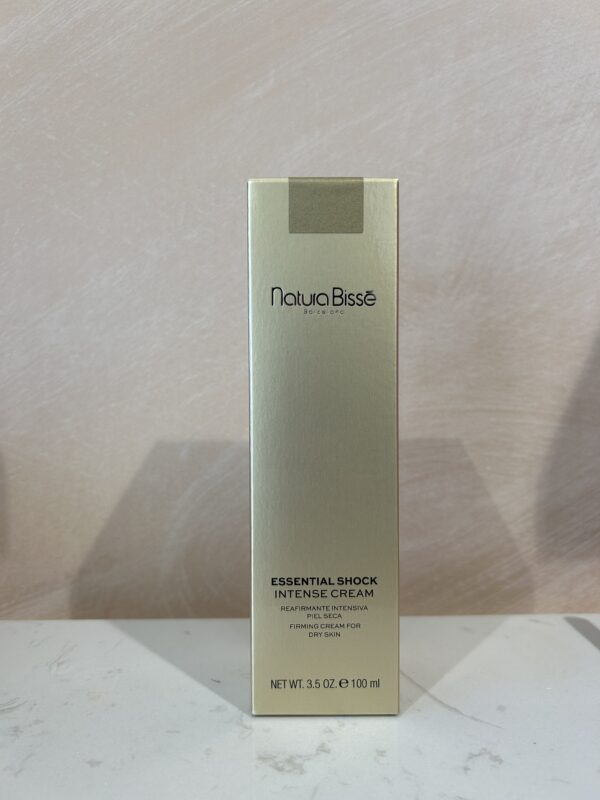 Natura Bissé
Barcelona
ESSENTIAL SHOCK
INTENSE CREAM
REAFIRMANTE INTENSIVA
PIEL SECA
FIRMING CREAM FOR
DRY SKIN
NET WT. 3.5 OZ. ℮ 100 ml